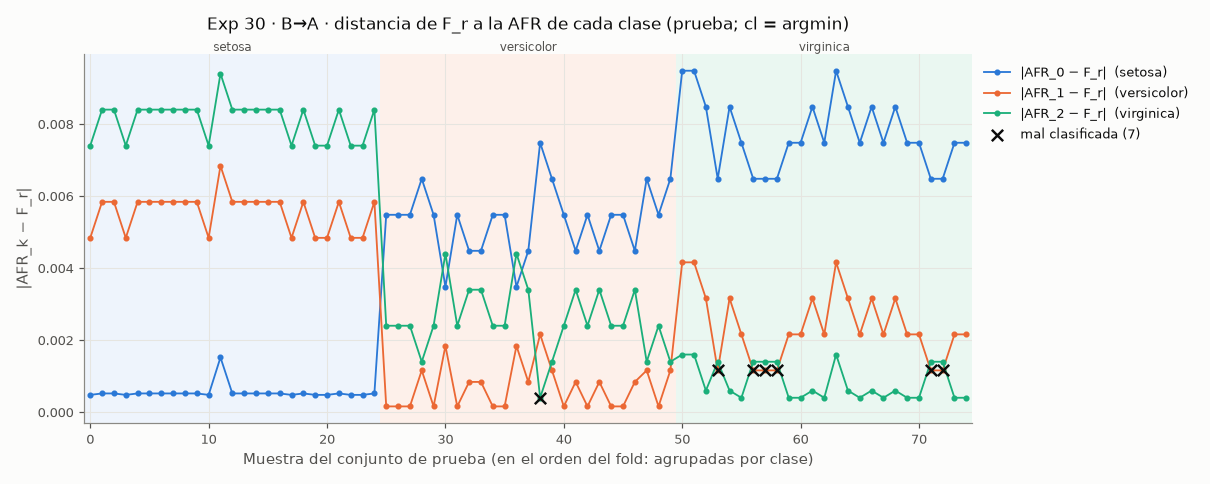 Exp 30 · B→A · distancia de F_r a la AFR de cada clase (prueba; cl = argmin)
setosa
versicolor
virginica
|AFR_0 − F_r| (setosa)
|AFR_1 − F_r| (versicolor)
|AFR_2 − F_r| (virginica)
mal clasificada (7)
|AFR_k − F_r|
0.008
0.006
0.004
0.002
0.000
0 10 20 30 40 50 60 70
Muestra del conjunto de prueba (en el orden del fold: agrupadas por clase)